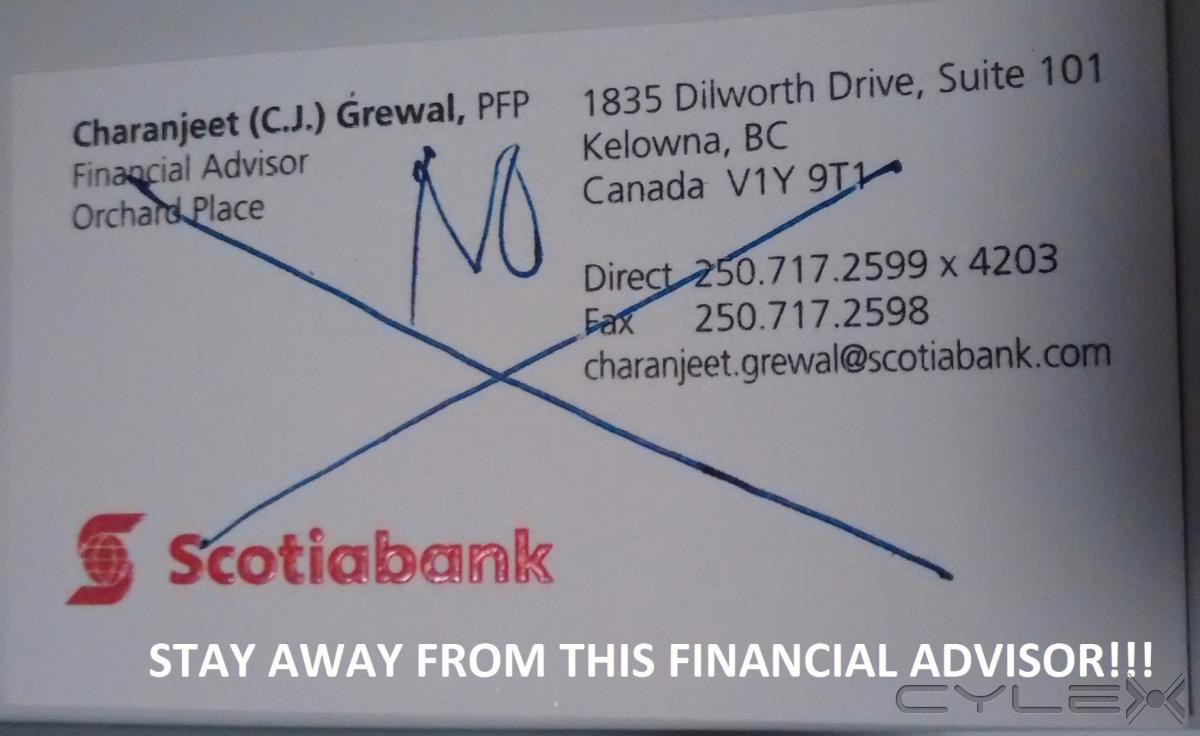 Charanjeet (C.J.) Grewal, PFP
Financial Advisor
Orchard Place
NO
1835 Dilworth Drive, Suite 101
Kelowna, BC
Canada V1Y 9T1
Direct 250.717.2599 x 4203
Fax 250.717.2598
charanjeet.grewal@scotiabank.com
Scotiabank
STAY AWAY FROM THIS FINANCIAL ADVISOR!!!
CYLEX